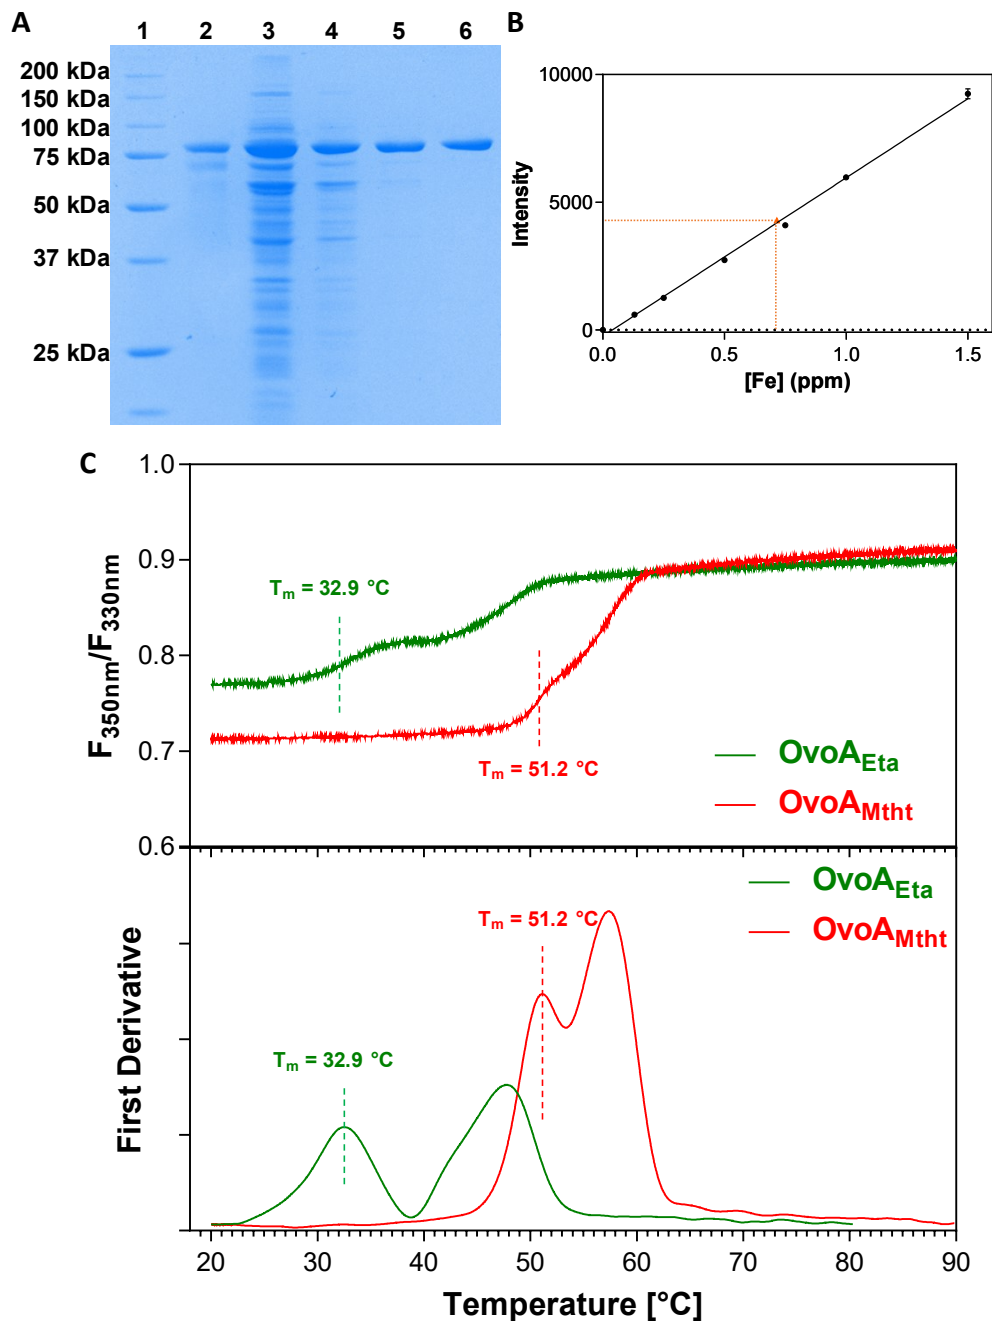 A
1 2 3 4 5 6
200 kDa
150 kDa
100 kDa
75 kDa
50 kDa
37 kDa
25 kDa
B
10000
5000
0
Intensity
0.0 0.5 1.0 1.5
[Fe] (ppm)
C
1.0
0.9
0.8
0.7
0.6
F350nm/F330nm
Tm = 32.9 °C
Tm = 51.2 °C
OvoAEta
OvoAMtht
OvoAEta
OvoAMtht
Tm = 51.2 °C
Tm = 32.9 °C
First Derivative
20 30 40 50 60 70 80 90
Temperature [°C]